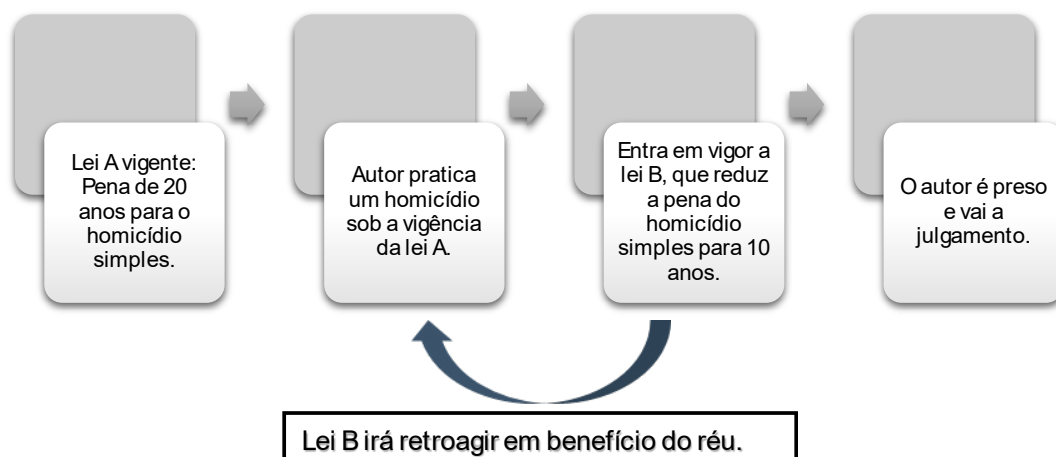 Lei A vigente:
Pena de 20
anos para o
homicídio
simples.
Autor pratica
um homicídio
sob a vigência
da lei A.
Entra em vigor a
lei B, que reduz
a pena do
homicídio
simples para 10
anos.
O autor é preso
e vai a
julgamento.
Lei B irá retroagir em benefício do réu.